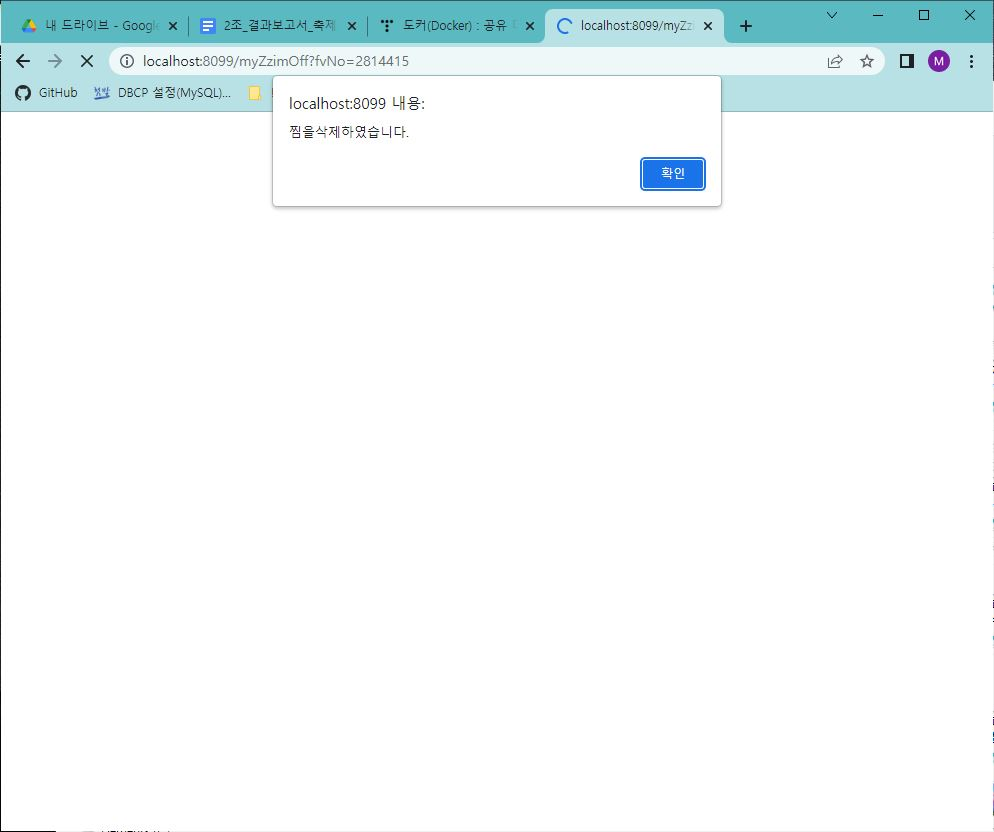 내 드라이브 - Google
2조_결과보고서_축제
도커(Docker) : 공유
localhost:8099/myZzi
localhost:8099/myZzimOff?fvNo=2814415
M
GitHub
DBCP 설정(MySQL)...
localhost:8099 내용:
찜을삭제하였습니다.
확인